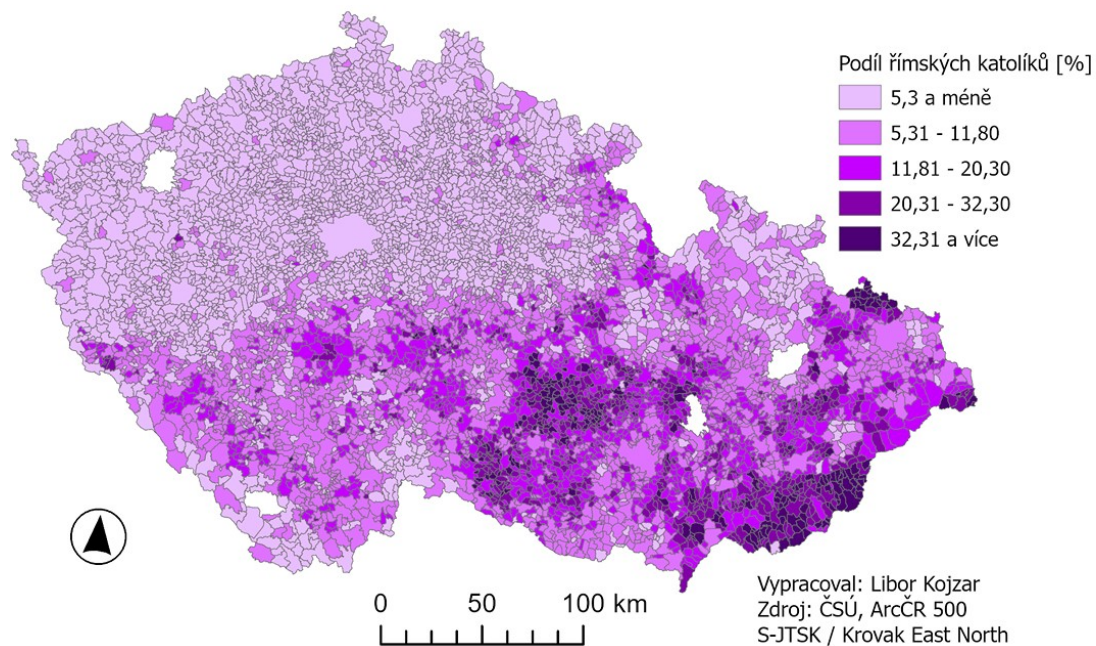 Podíl římských katolíků [%]
5,3 a méně
5,31 - 11,80
11,81 - 20,30
20,31 - 32,30
32,31 a více
0 50 100 km
Vypracoval: Libor Kojzar
Zdroj: ČSÚ, ArcČR 500
S-JTSK / Krovak East North